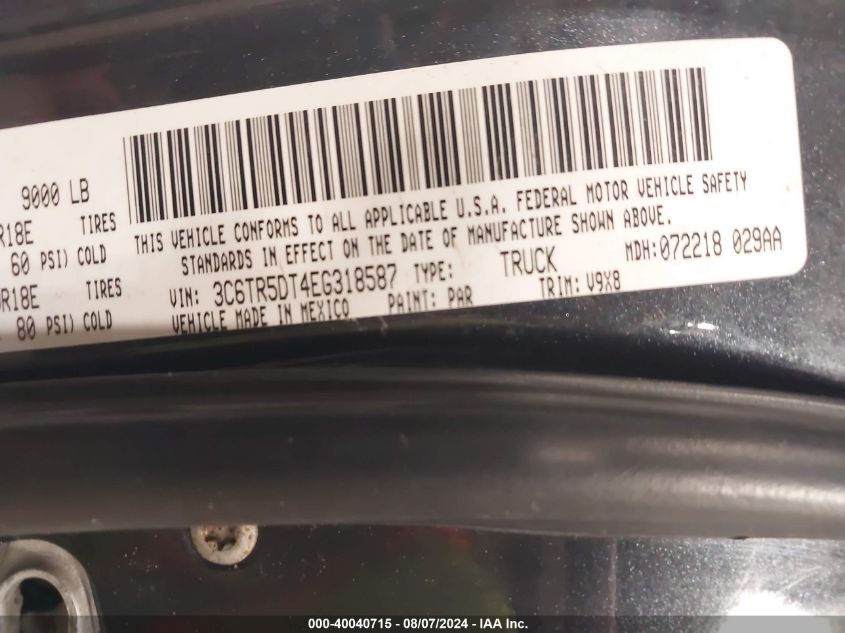 9000 LB
R18E TIRES
60 PSI) COLD
R18E TIRES
80 PSI) COLD
THIS VEHICLE CONFORMS TO ALL APPLICABLE U.S.A. FEDERAL MOTOR VEHICLE SAFETY
STANDARDS IN EFFECT ON THE DATE OF MANUFACTURE SHOWN ABOVE.
VIN: 3C6TR5DT4EG318587 TYPE: TRUCK MDH: 072218 029AA
VEHICLE MADE IN MEXICO PAINT: PAR TRIM: V9X8
000-40040715 - 08/07/2024 - IAA Inc.